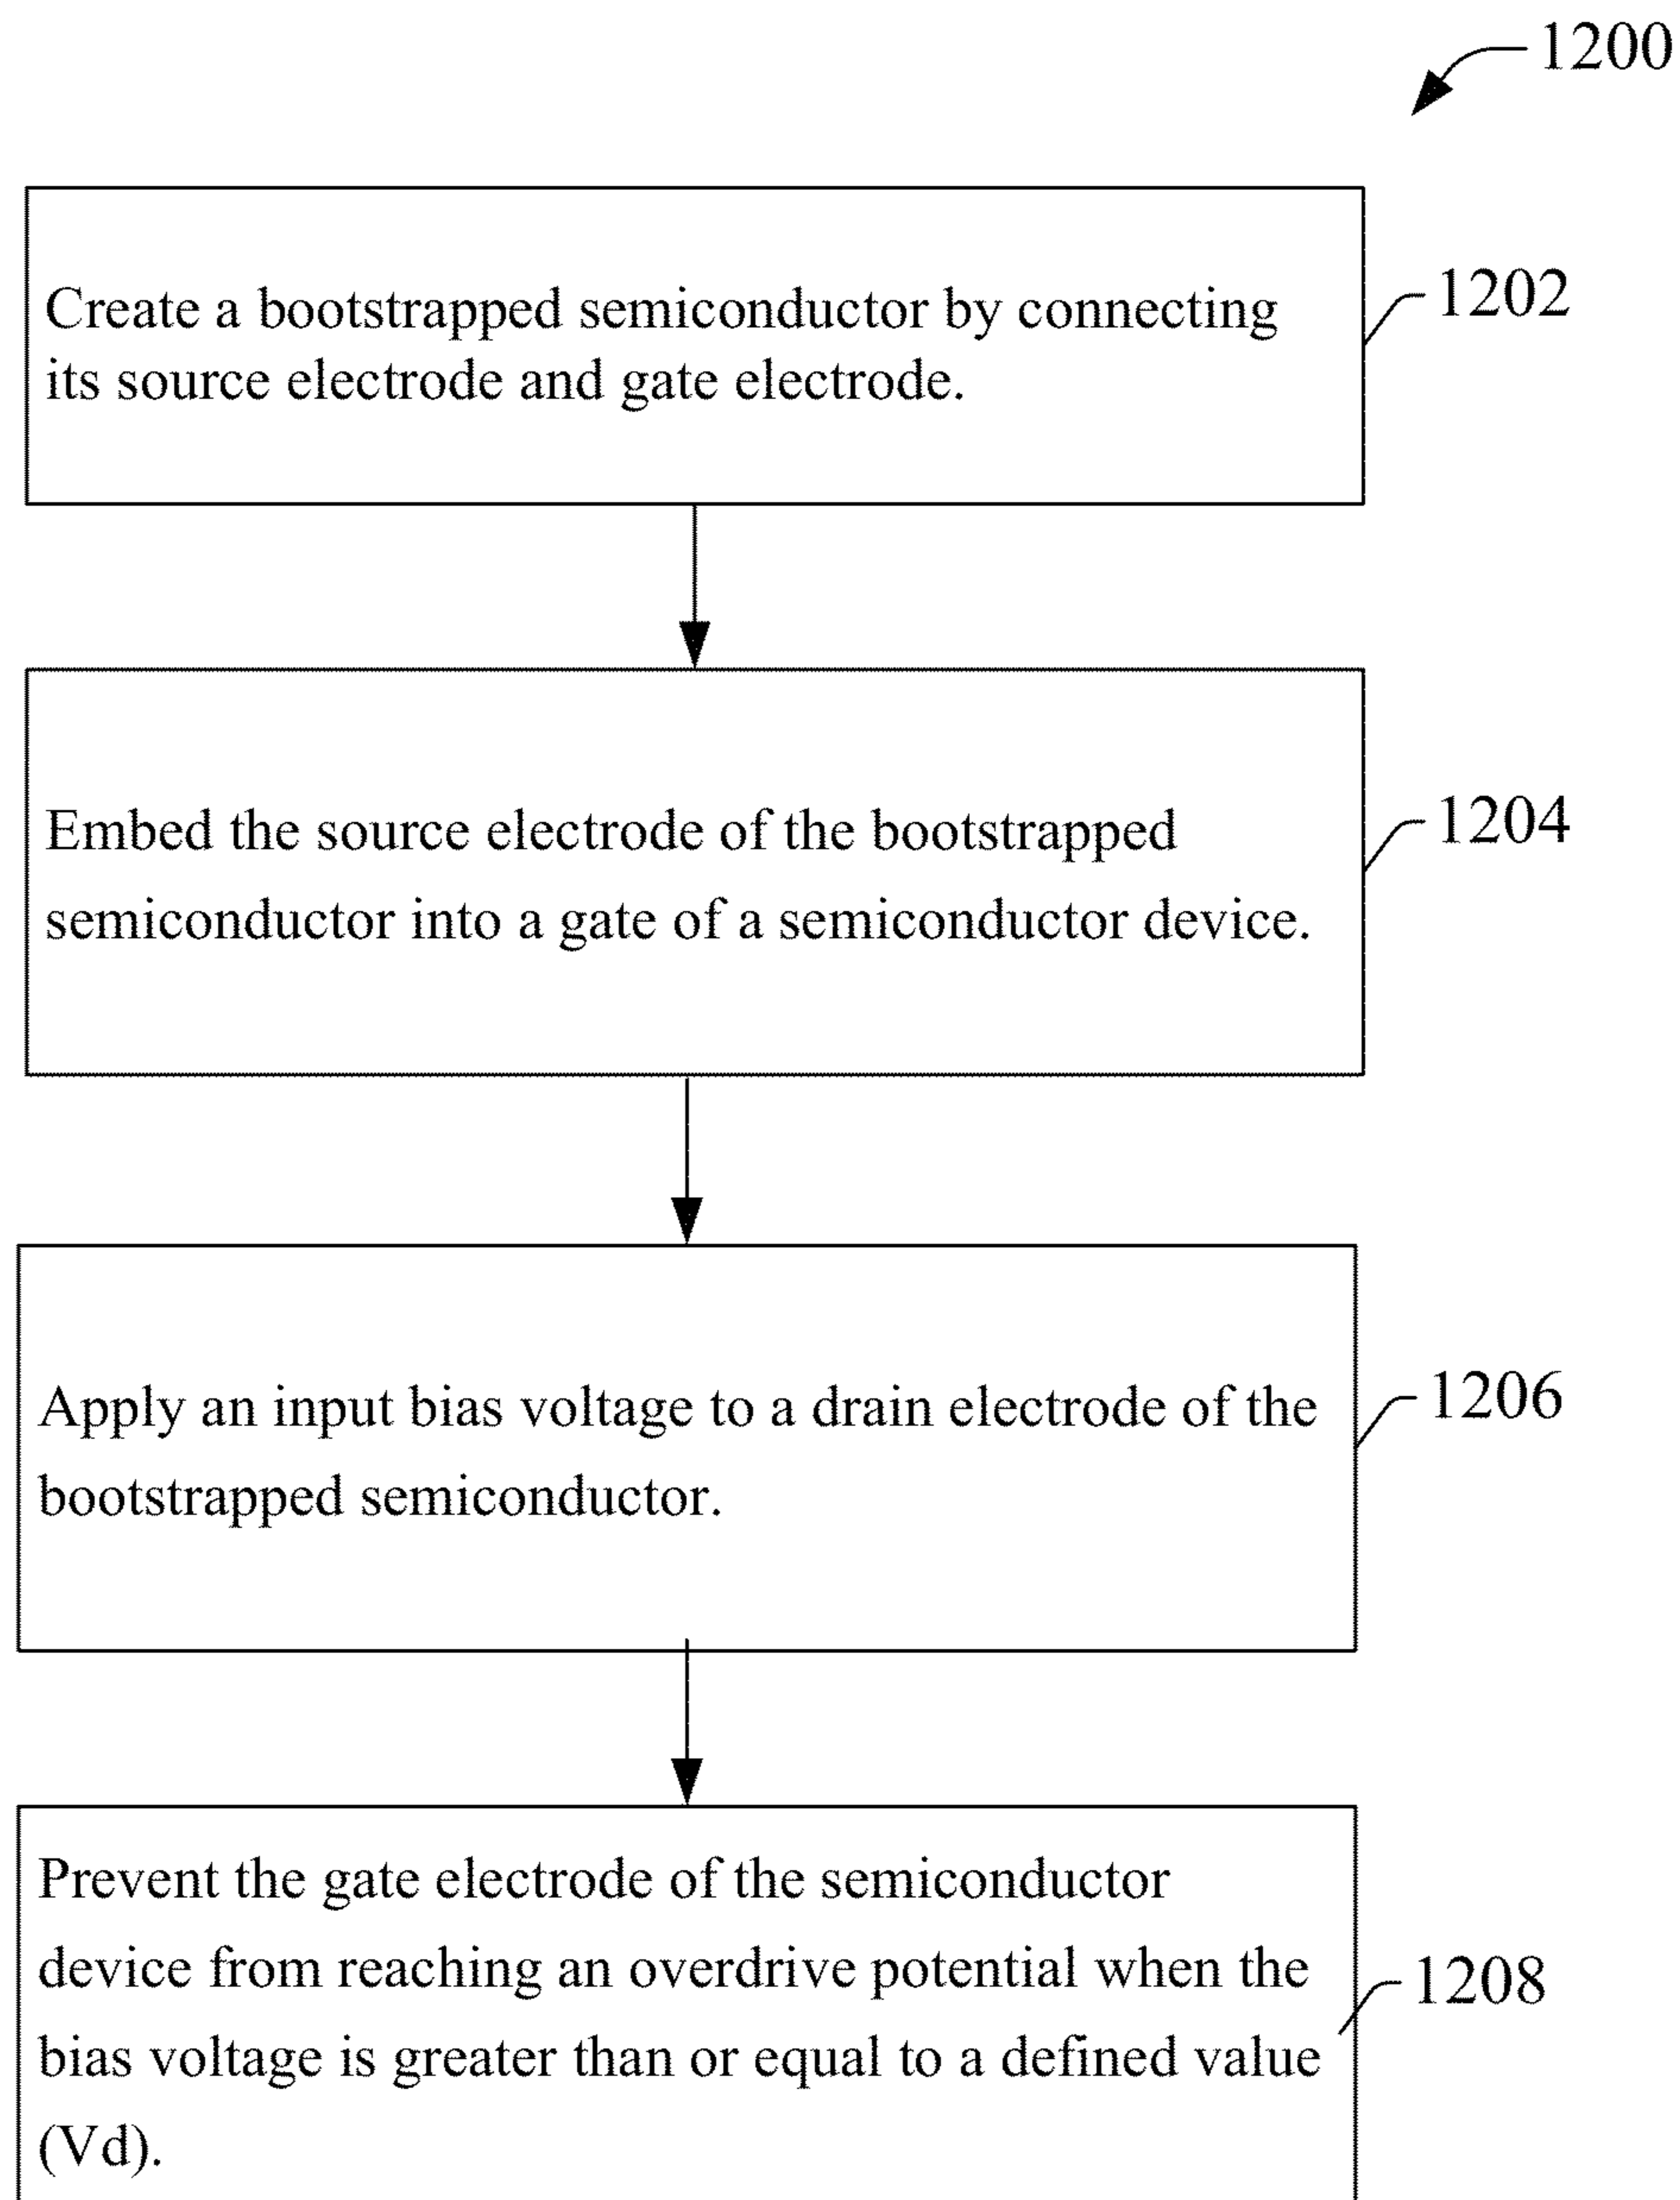 1200
Create a bootstrapped semiconductor by connecting
its source electrode and gate electrode.
1202
Embed the source electrode of the bootstrapped
semiconductor into a gate of a semiconductor device.
1204
Apply an input bias voltage to a drain electrode of the
bootstrapped semiconductor.
1206
Prevent the gate electrode of the semiconductor
device from reaching an overdrive potential when the
bias voltage is greater than or equal to a defined value
(Vd).
1208